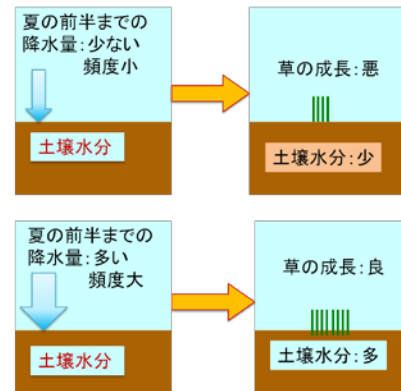 夏の前半までの
降水量:少ない
頻度小
土壌水分
草の成長:悪
土壌水分:少
夏の前半までの
降水量:多い
頻度大
土壌水分
草の成長:良
土壌水分:多